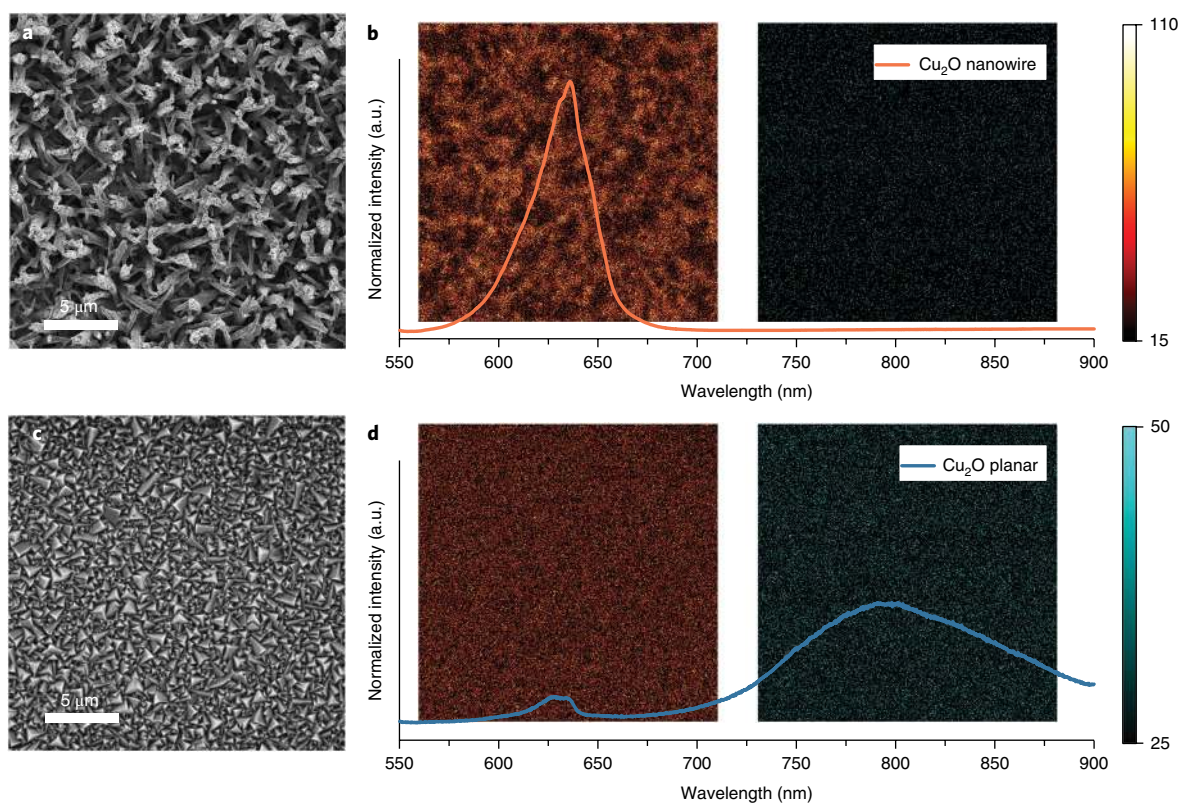 a
5 μm
b
Normalized intensity (a.u.)
Cu₂O nanowire
550 600 650 700 750 800 850 900
Wavelength (nm)
110
15
c
5 μm
d
Normalized intensity (a.u.)
Cu₂O planar
550 600 650 700 750 800 850 900
Wavelength (nm)
50
25